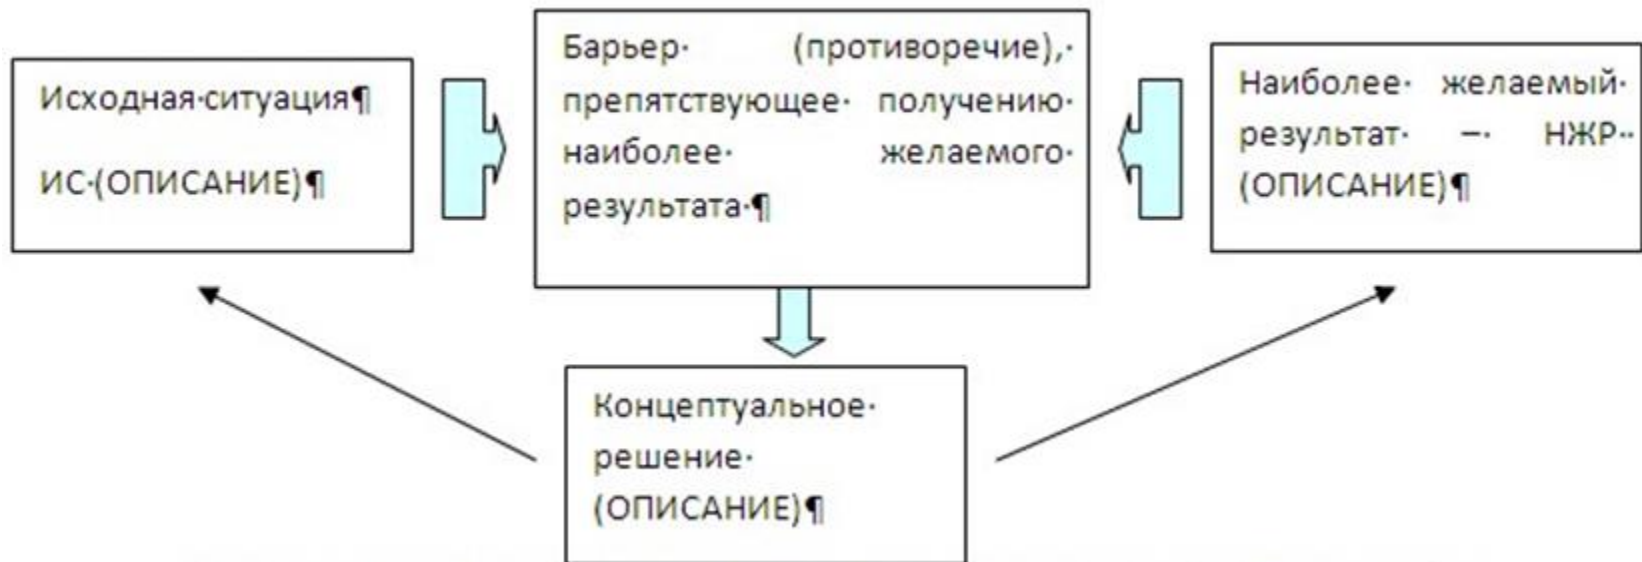 Исходная·ситуация¶
ИС·(ОПИСАНИЕ)¶
Барьер· (противоречие),·
препятствующее· получению·
наиболее· желаемого·
результата·¶
Наиболее· желаемый·
результат· –· НЖР··
(ОПИСАНИЕ)¶
Концептуальное·
решение·
(ОПИСАНИЕ)¶